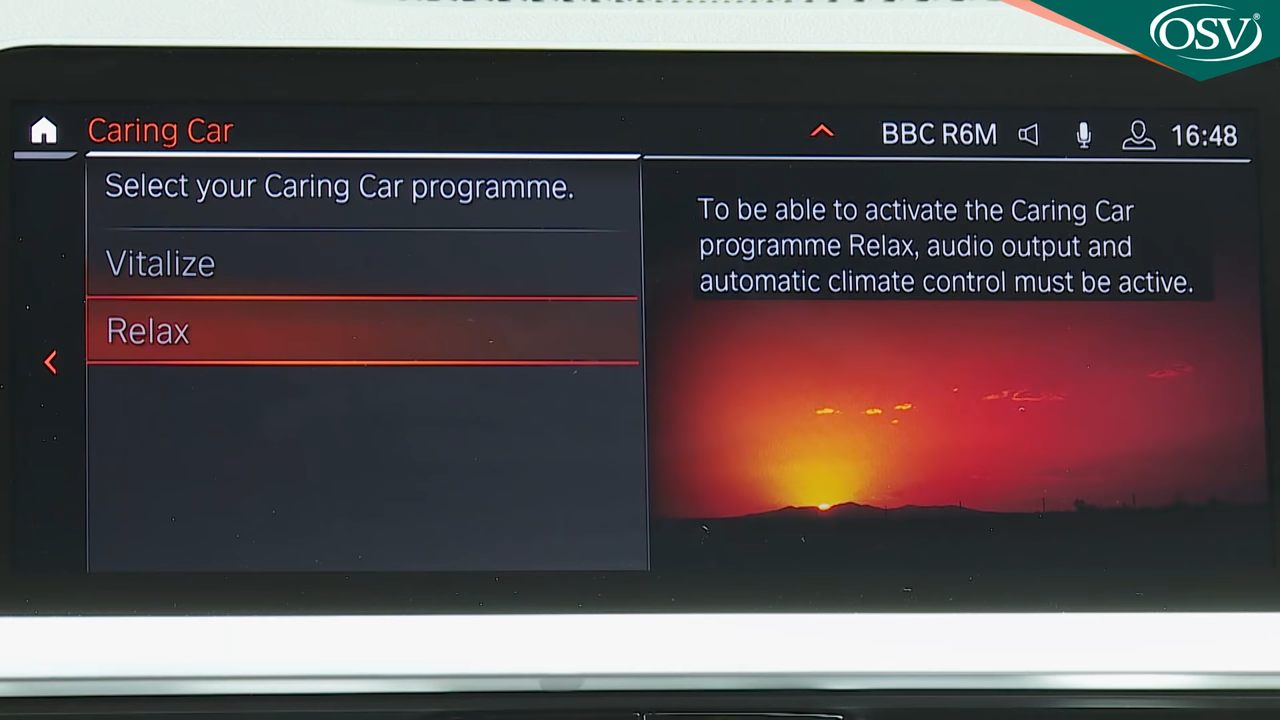 OSV
Caring Car
BBC R6M
16:48
Select your Caring Car programme.
Vitalize
Relax
To be able to activate the Caring Car
programme Relax, audio output and
automatic climate control must be active.